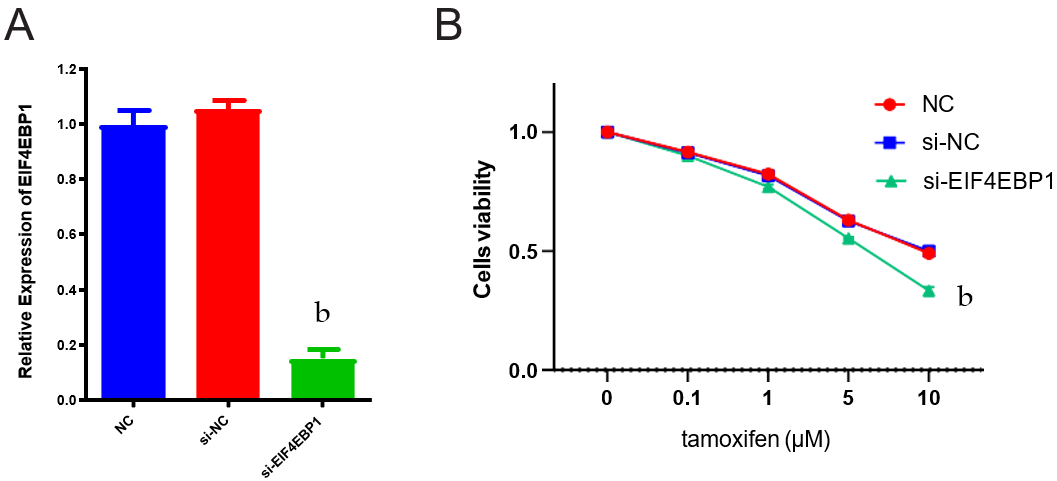 A
Relative Expression of EIF4EBP1
1.2
1.0
0.8
0.6
0.4
0.2
0.0
b
NC
si-NC
si-EIF4EBP1
B
Cells viability
1.0
0.5
0.0
NC
si-NC
si-EIF4EBP1
b
0 0.1 1 5 10
tamoxifen (μM)